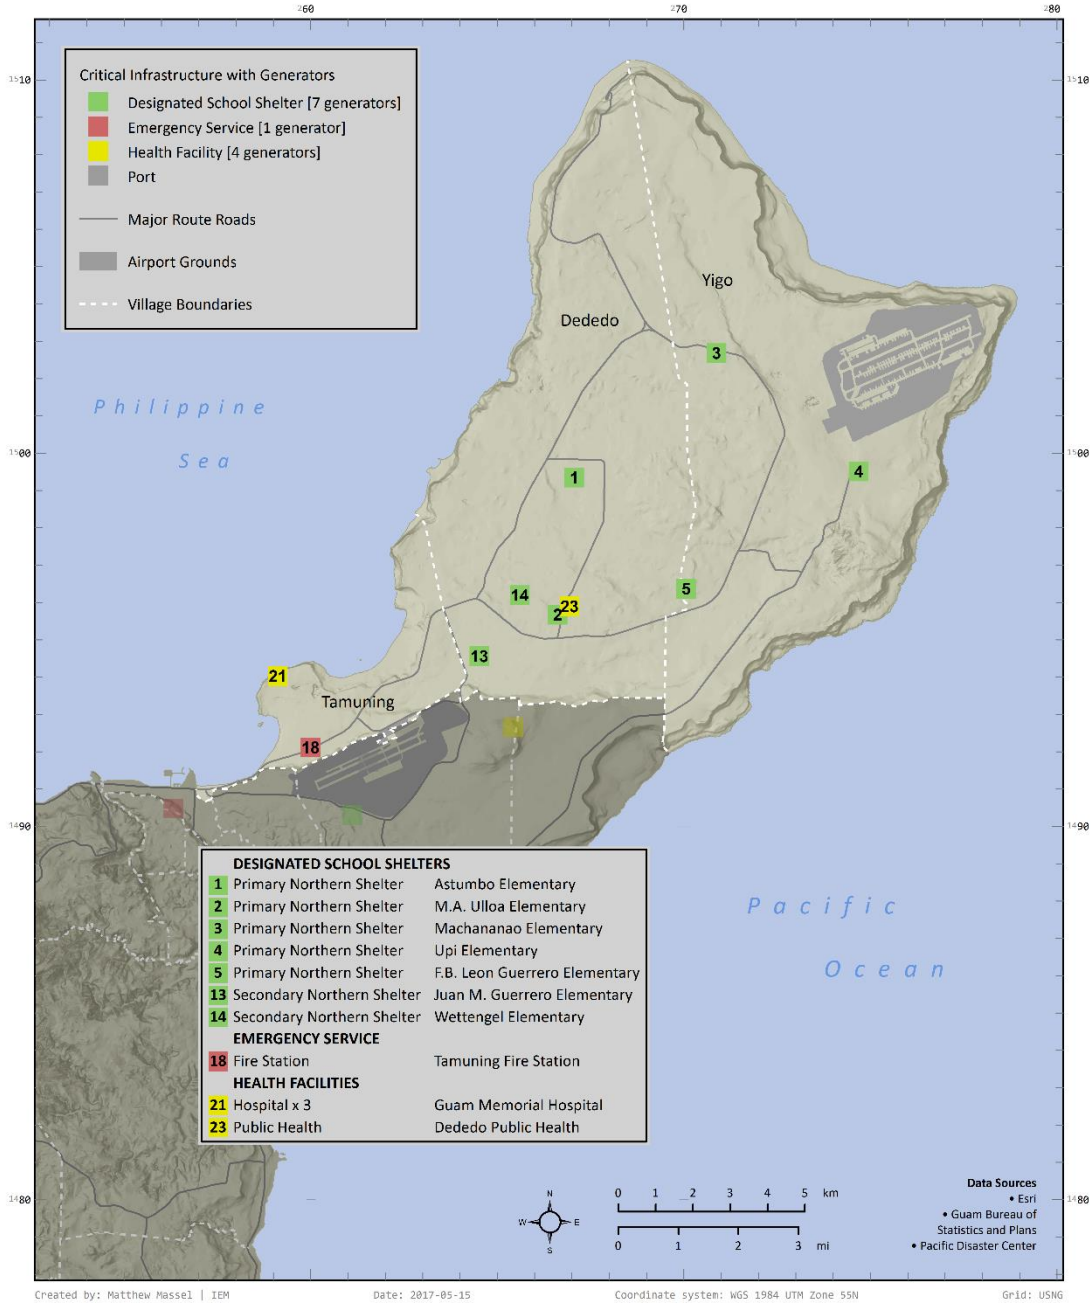 260 270 280
1510 1510
Critical Infrastructure with Generators
Designated School Shelter [7 generators]
Emergency Service [1 generator]
Health Facility [4 generators]
Port
Major Route Roads
Airport Grounds
Village Boundaries
Yigo
Dededo
3
Philippine
Sea
1500 1500
4
1
5
14
23
2
13
21
Tamuning
18
1490 1490
DESIGNATED SCHOOL SHELTERS
1 Primary Northern Shelter Astumbo Elementary
2 Primary Northern Shelter M.A. Ulloa Elementary
3 Primary Northern Shelter Machananao Elementary
4 Primary Northern Shelter Upi Elementary
5 Primary Northern Shelter F.B. Leon Guerrero Elementary
13 Secondary Northern Shelter Juan M. Guerrero Elementary
14 Secondary Northern Shelter Wettengel Elementary
EMERGENCY SERVICE
18 Fire Station Tamuning Fire Station
HEALTH FACILITIES
21 Hospital x 3 Guam Memorial Hospital
23 Public Health Dededo Public Health
Pacific
Ocean
1480 1480
N
W E
S
0 1 2 3 4 5 km
0 1 2 3 mi
Data Sources
• Esri
• Guam Bureau of
Statistics and Plans
• Pacific Disaster Center
Created by: Matthew Massel | IEM Date: 2017-05-15 Coordinate system: WGS 1984 UTM Zone 55N Grid: USNG